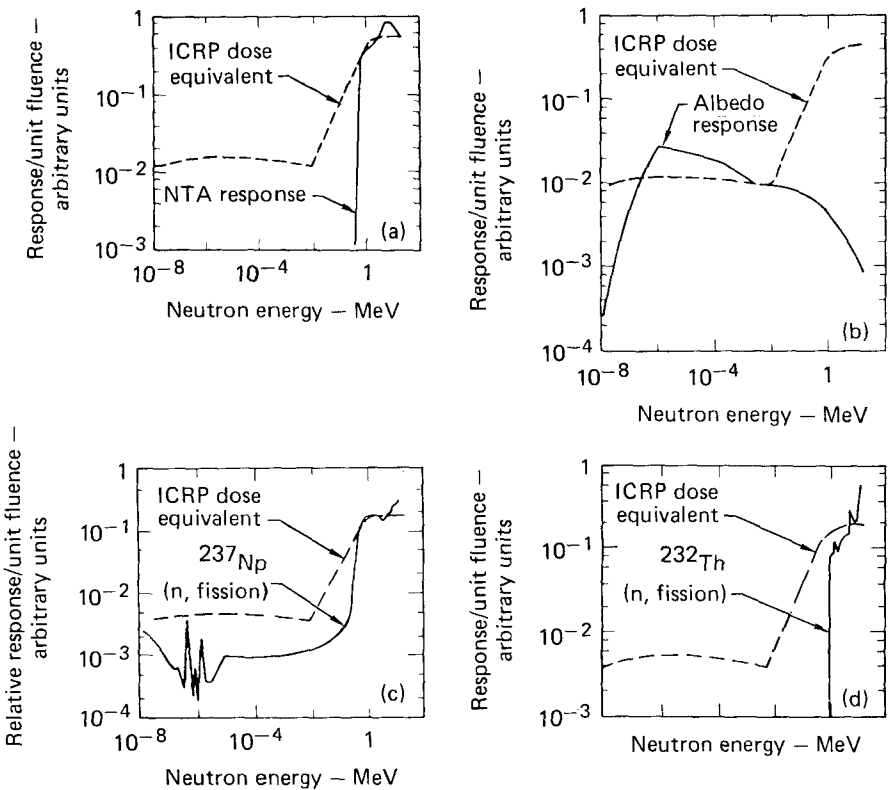 Response/unit fluence —
arbitrary units
1
10⁻¹
10⁻²
10⁻³
ICRP dose
equivalent
NTA response
(a)
10⁻⁸
10⁻⁴
1
Neutron energy — MeV
Response/unit fluence —
arbitrary units
1
10⁻¹
10⁻²
10⁻³
10⁻⁴
ICRP dose
equivalent
Albedo
response
(b)
10⁻⁸
10⁻⁴
1
Neutron energy — MeV
Relative response/unit fluence —
arbitrary units
1
10⁻¹
10⁻²
10⁻³
10⁻⁴
ICRP dose
equivalent
²³⁷Np
(n, fission)
(c)
10⁻⁸
10⁻⁴
1
Neutron energy — MeV
Response/unit fluence —
arbitrary units
1
10⁻¹
10⁻²
10⁻³
ICRP dose
equivalent
²³²Th
(n, fission)
(d)
10⁻⁸
10⁻⁴
1
Neutron energy — MeV